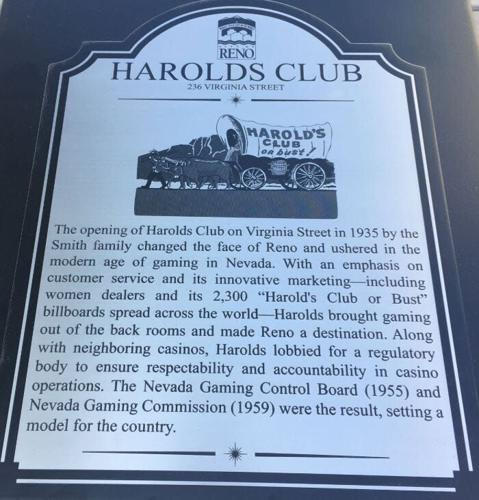 RENO
HAROLDS CLUB
236 VIRGINIA STREET
HAROLD'S
CLUB
or bust!
The opening of Harolds Club on Virginia Street in 1935 by the
Smith family changed the face of Reno and ushered in the
modern age of gaming in Nevada. With an emphasis on
customer service and its innovative marketing—including
women dealers and its 2,300 "Harold's Club or Bust"
billboards spread across the world—Harolds brought gaming
out of the back rooms and made Reno a destination. Along
with neighboring casinos, Harolds lobbied for a regulatory
body to ensure respectability and accountability in casino
operations. The Nevada Gaming Control Board (1955) and
Nevada Gaming Commission (1959) were the result, setting a
model for the country.